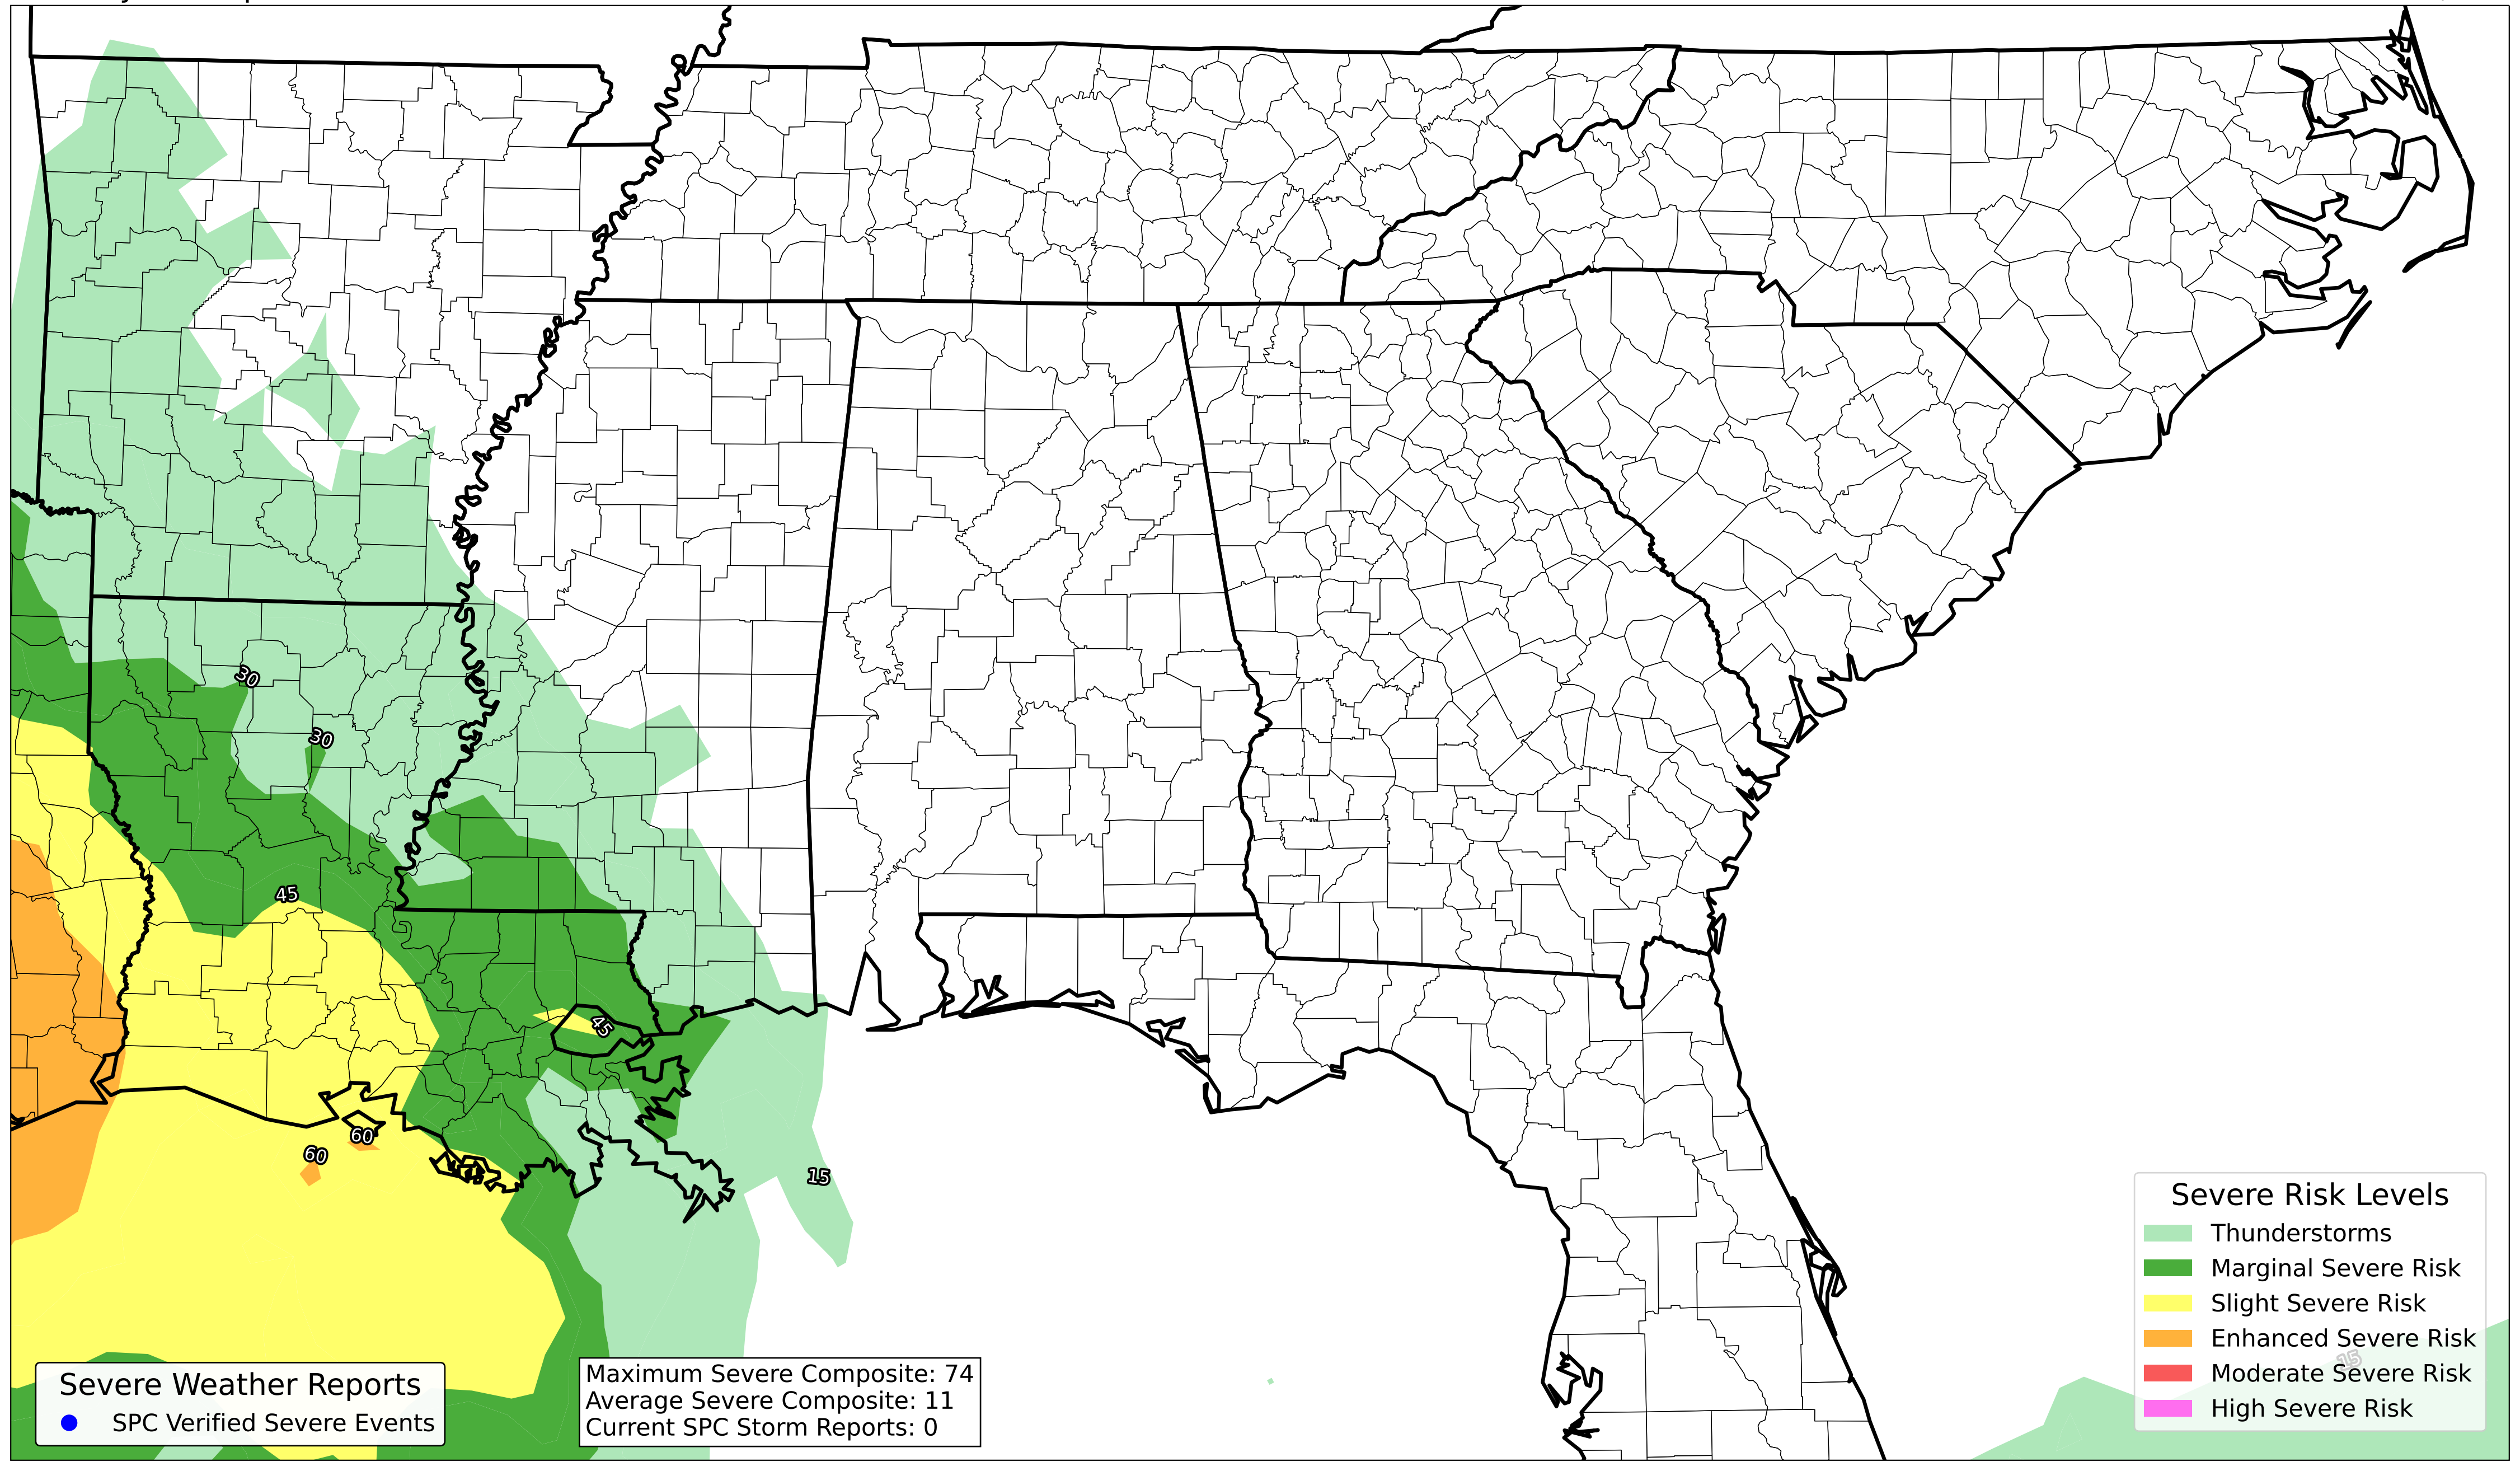 30
30
45
45
60
60
15
15
Severe Risk Levels
Thunderstorms
Marginal Severe Risk
Slight Severe Risk
Enhanced Severe Risk
Moderate Severe Risk
High Severe Risk
Severe Weather Reports
SPC Verified Severe Events
Maximum Severe Composite: 74
Average Severe Composite: 11
Current SPC Storm Reports: 0